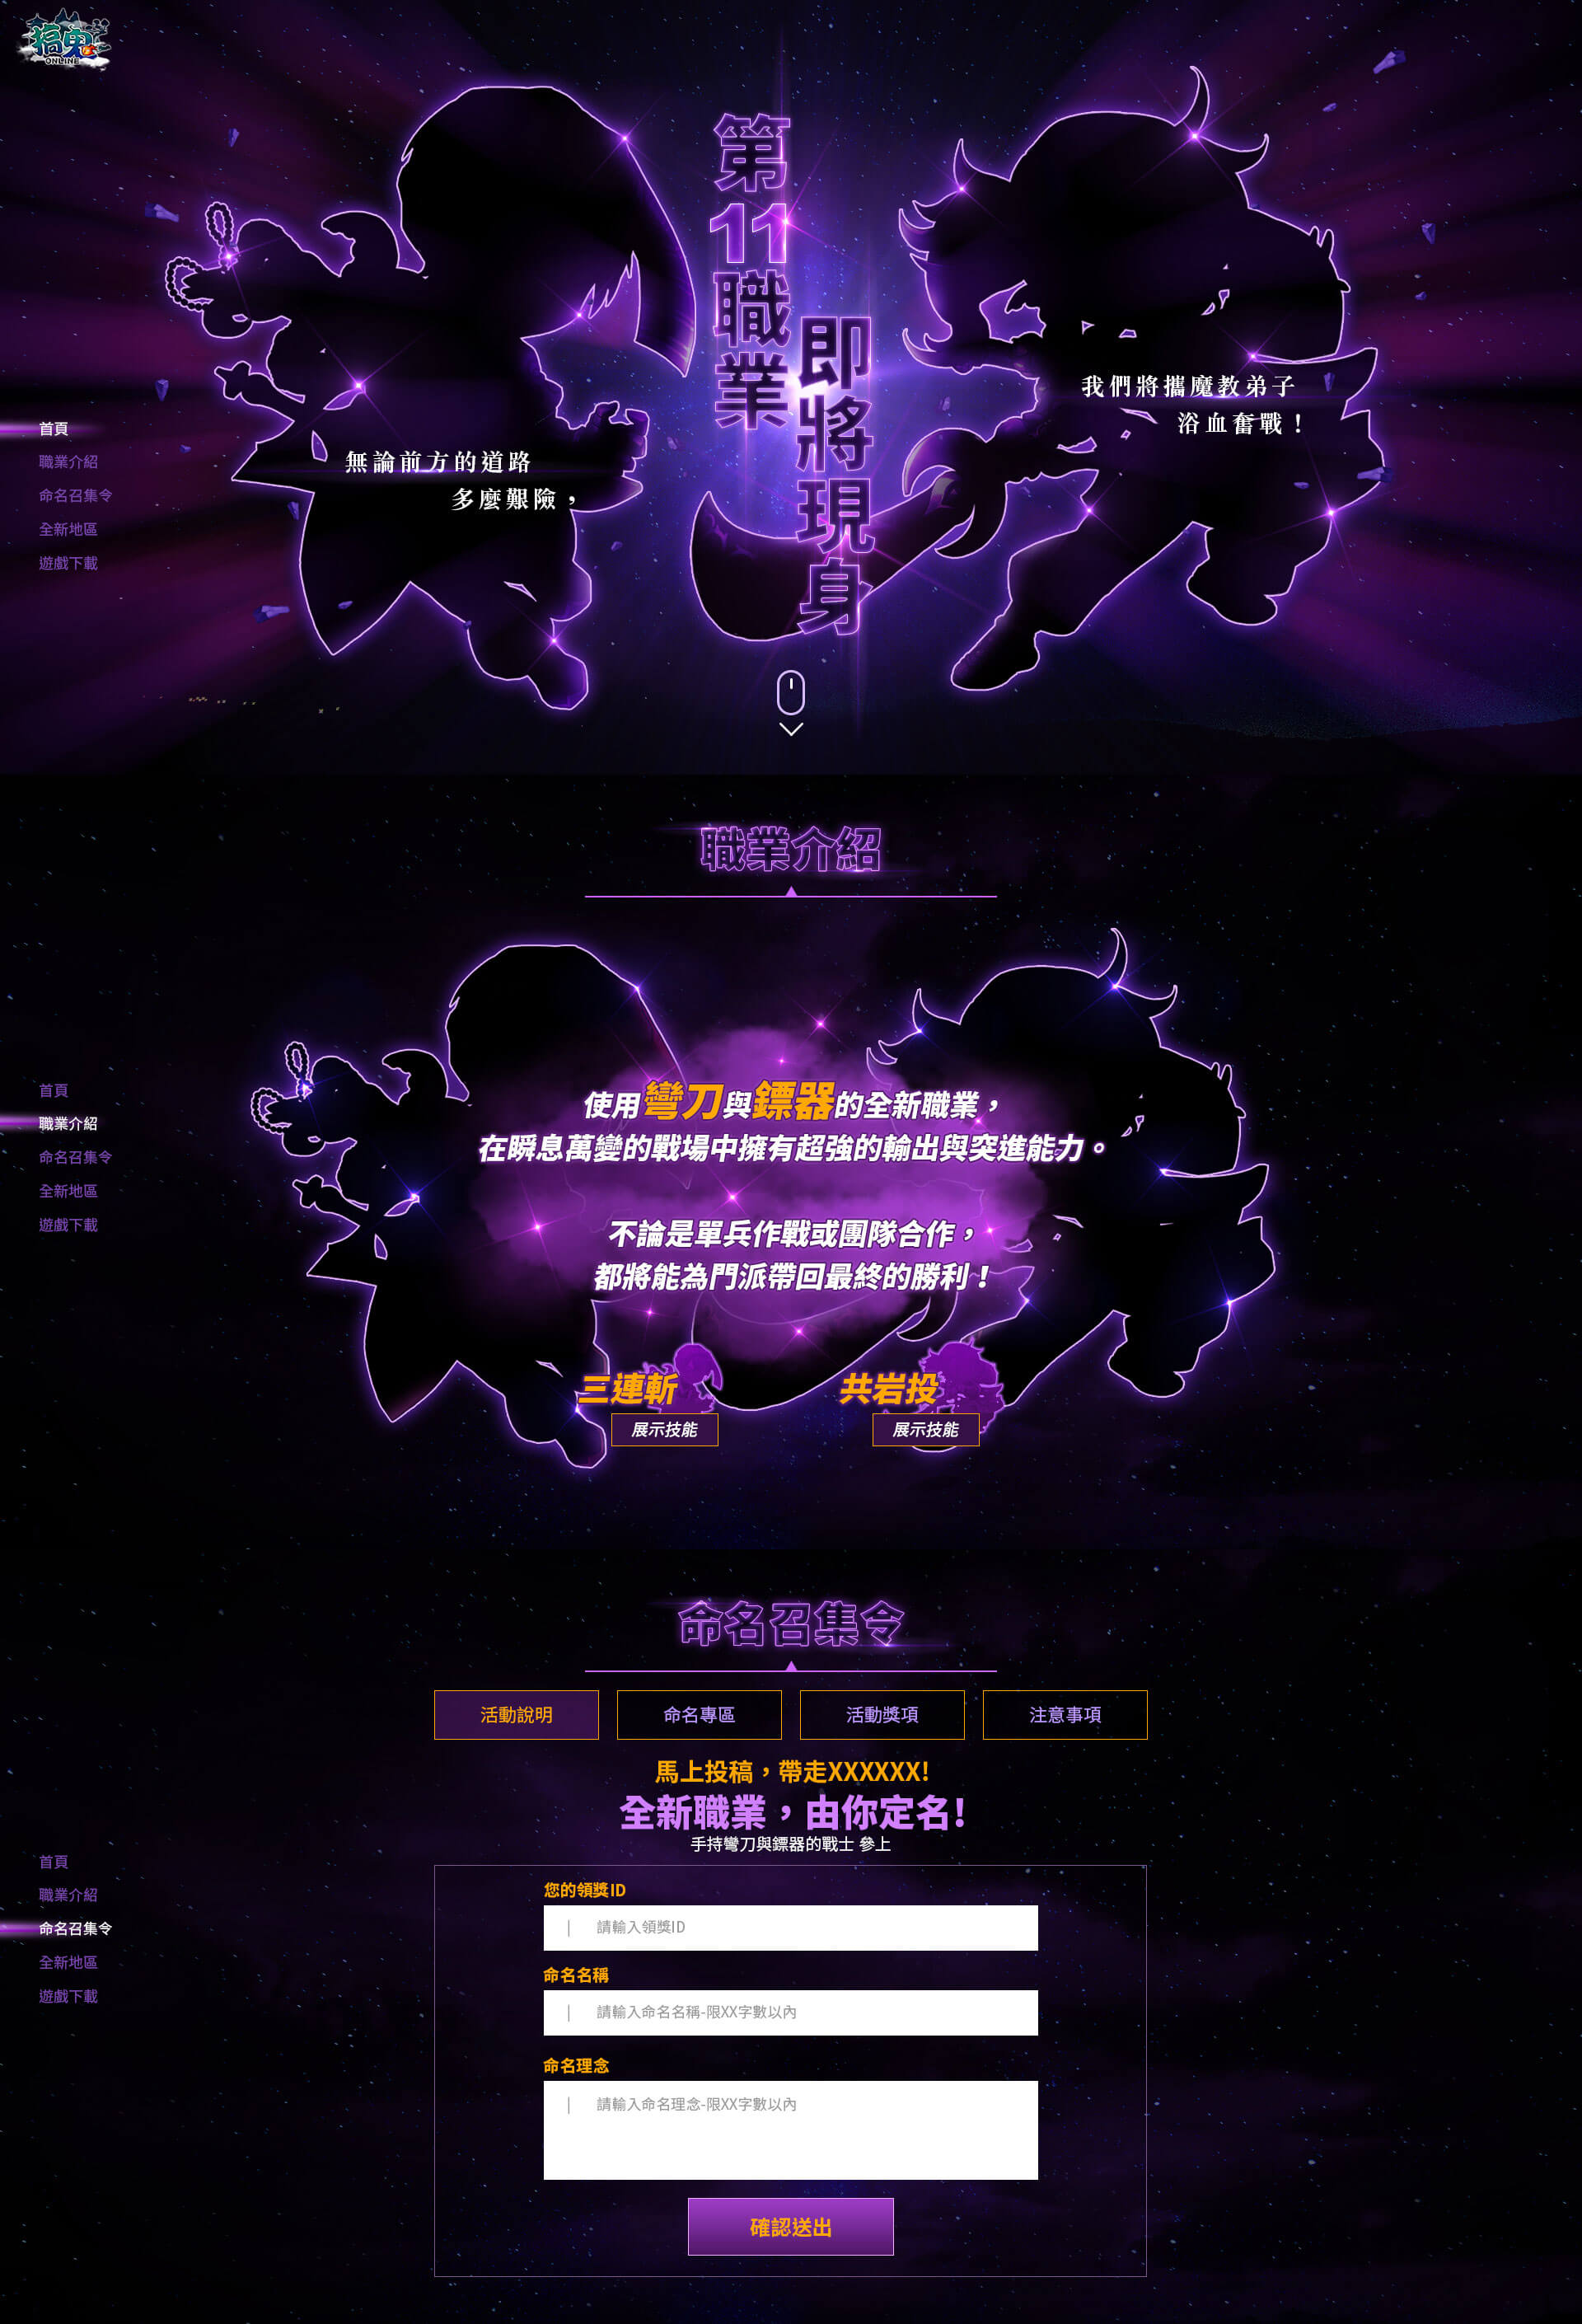 搞鬼
ONLINE
第11職業
即將現身
無論前方的道路
多麼艱險，
我們將攜魔教弟子
浴血奮戰！
首頁
職業介紹
命名召集令
全新地區
遊戲下載
職業介紹
使用彎刀與鏢器的全新職業，
在瞬息萬變的戰場中擁有超強的輸出與突進能力。
不論是單兵作戰或團隊合作，
都將能為門派帶回最終的勝利！
三連斬
展示技能
共岩投
展示技能
首頁
職業介紹
命名召集令
全新地區
遊戲下載
命名召集令
活動說明
命名專區
活動獎項
注意事項
馬上投稿，帶走XXXXXX!
全新職業，由你定名!
手持彎刀與鏢器的戰士 參上
您的領獎ID
｜ 請輸入領獎ID
命名名稱
｜ 請輸入命名名稱-限XX字數以內
命名理念
｜ 請輸入命名理念-限XX字數以內
確認送出
首頁
職業介紹
命名召集令
全新地區
遊戲下載